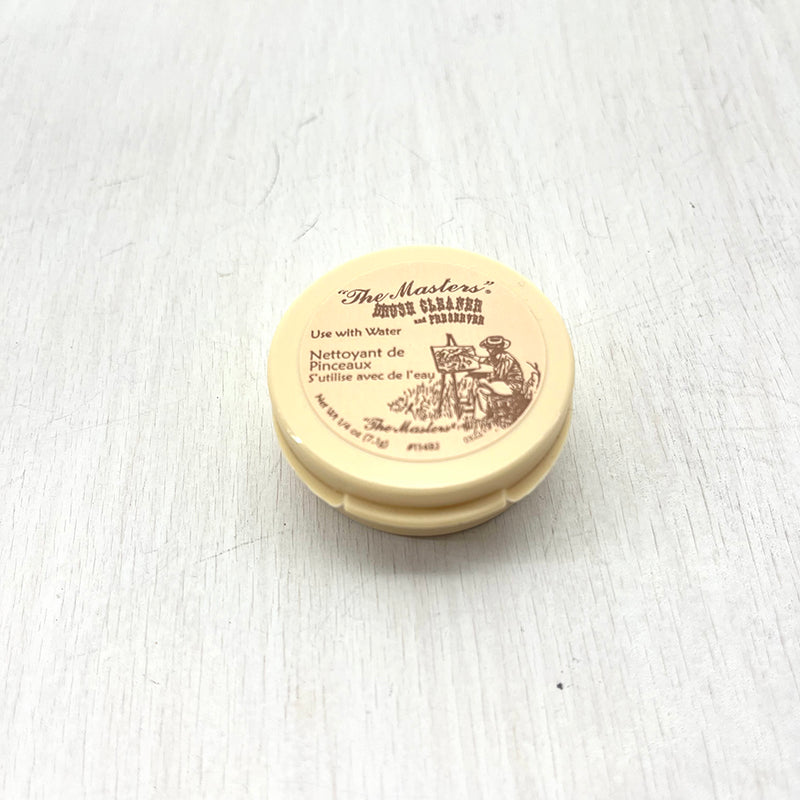 "The Masters"®
BRUSH CLEANER
and PRESERVER
Use with Water
Nettoyant de
Pinceaux
S'utilise avec de l'eau
Net Wt 1/4 oz (7.1g)
"The Masters"